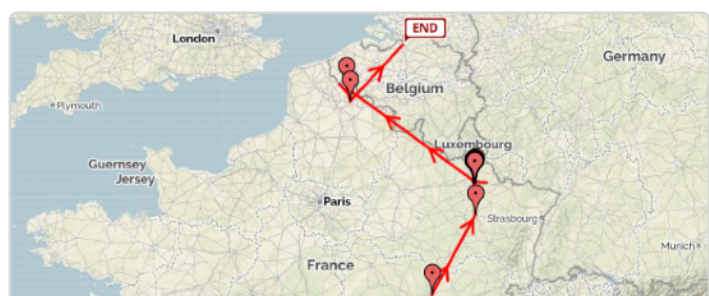 END
London
Germany
Belgium
Plymouth
Luxembourg
Guernsey
Jersey
Paris
Strasbourg
Munich
France